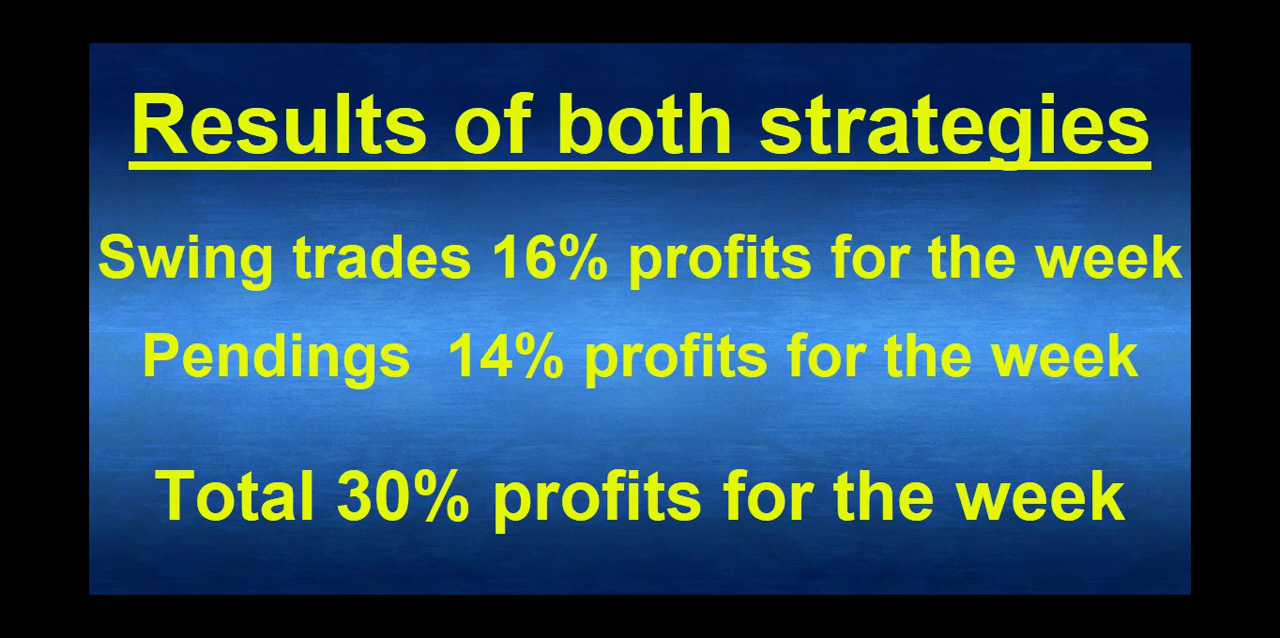 Results of both strategies
Swing trades 16% profits for the week
Pendings 14% profits for the week
Total 30% profits for the week